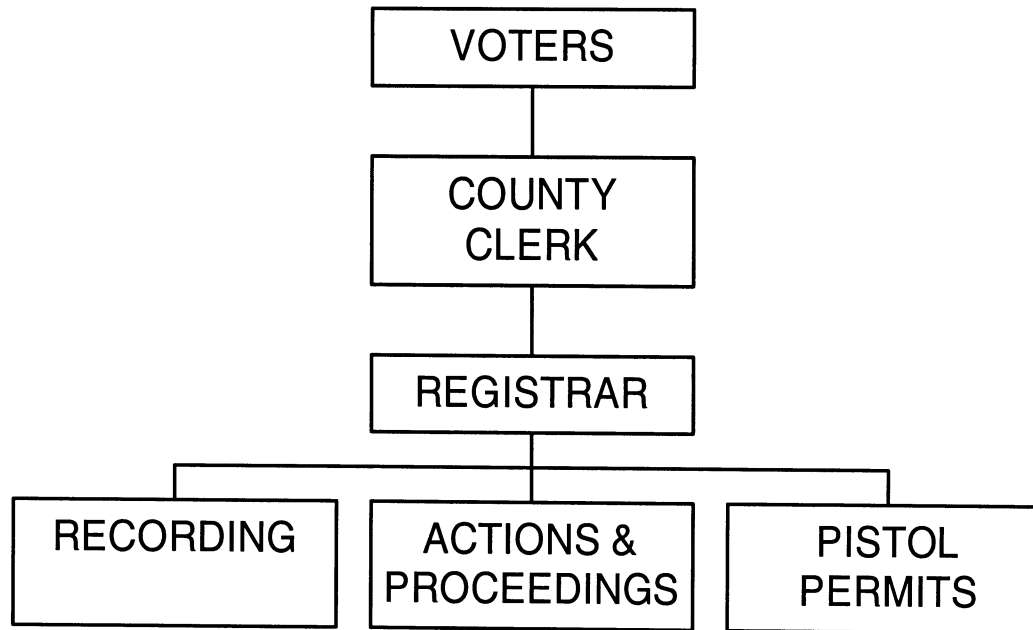 VOTERS
COUNTY
CLERK
REGISTRAR
RECORDING
ACTIONS &
PROCEEDINGS
PISTOL
PERMITS